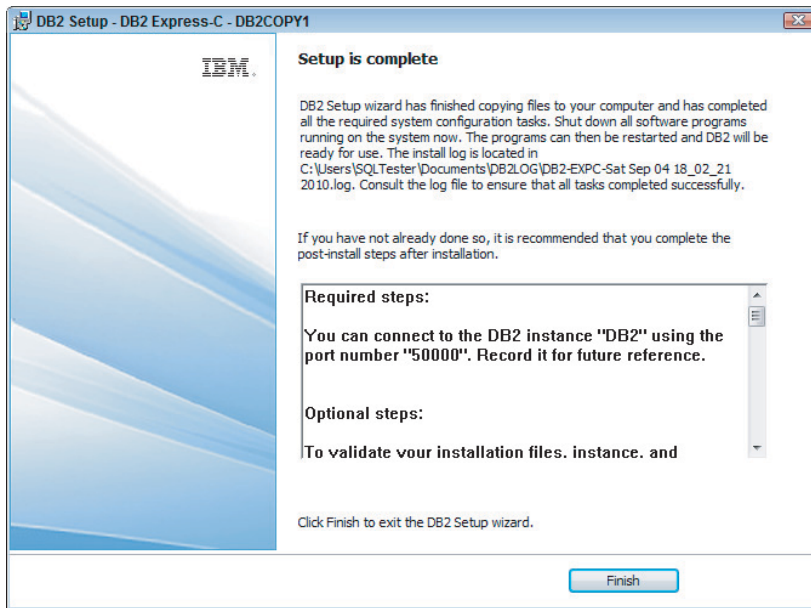 DB2 Setup - DB2 Express-C - DB2COPY1
IBM.
Setup is complete
DB2 Setup wizard has finished copying files to your computer and has completed
all the required system configuration tasks. Shut down all software programs
running on the system now. The programs can then be restarted and DB2 will be
ready for use. The install log is located in
C:\Users\SQLTester\Documents\DB2LOG\DB2-EXPC-Sat Sep 04 18_02_21
2010.log. Consult the log file to ensure that all tasks completed successfully.
If you have not already done so, it is recommended that you complete the
post-install steps after installation.
Required steps:
You can connect to the DB2 instance "DB2" using the
port number "50000". Record it for future reference.
Optional steps:
To validate your installation files, instance, and
Click Finish to exit the DB2 Setup wizard.
Finish